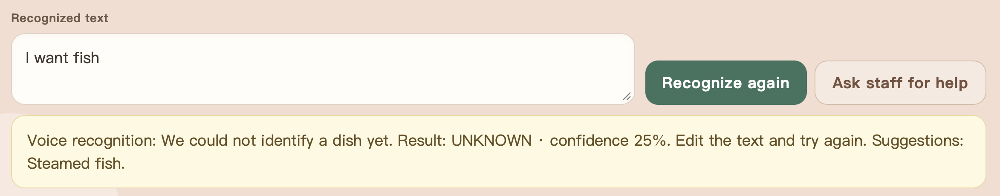 Recognized text
I want fish
Recognize again
Ask staff for help
Voice recognition: We could not identify a dish yet. Result: UNKNOWN · confidence 25%. Edit the text and try again. Suggestions:
Steamed fish.